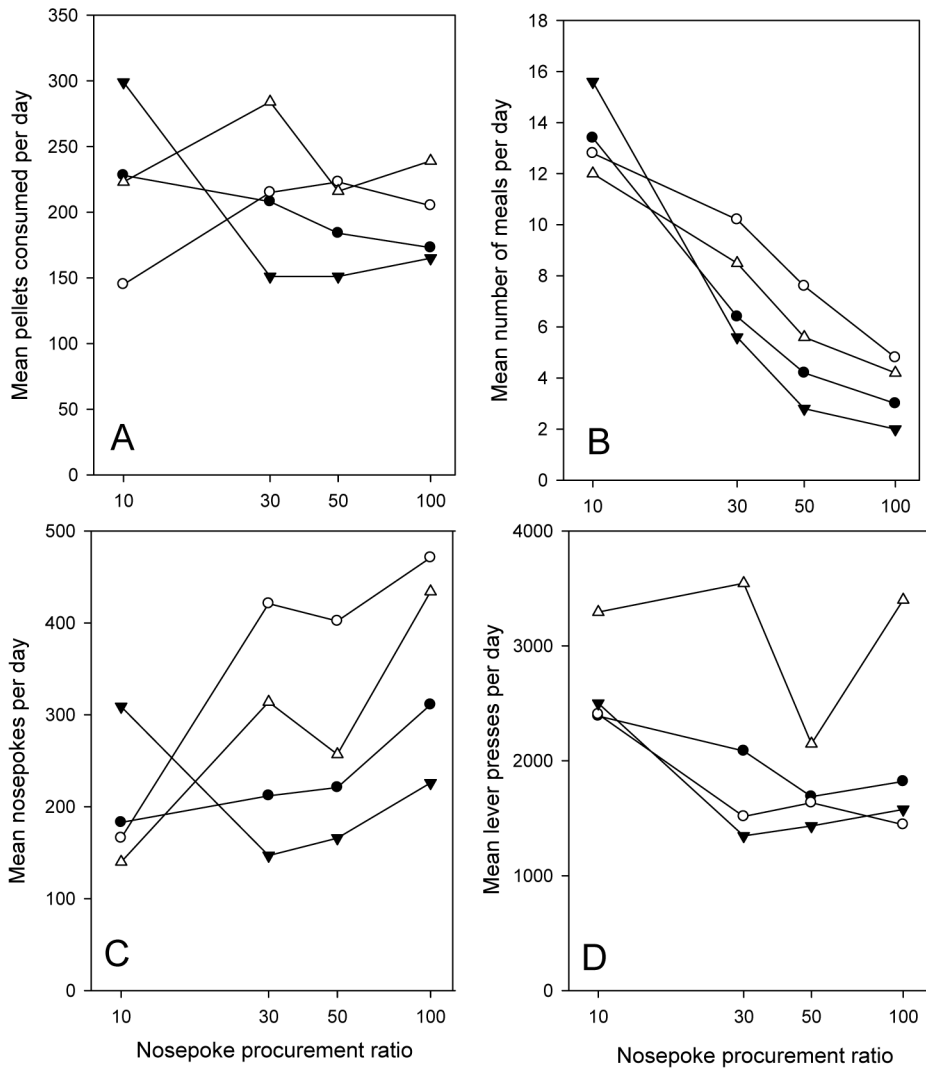 Mean pellets consumed per day
350
300
250
200
150
100
50
0
A
10 30 50 100
Mean number of meals per day
18
16
14
12
10
8
6
4
2
0
B
10 30 50 100
Mean nosepokes per day
500
400
300
200
100
0
C
10 30 50 100
Nosepoke procurement ratio
Mean lever presses per day
4000
3000
2000
1000
0
D
10 30 50 100
Nosepoke procurement ratio